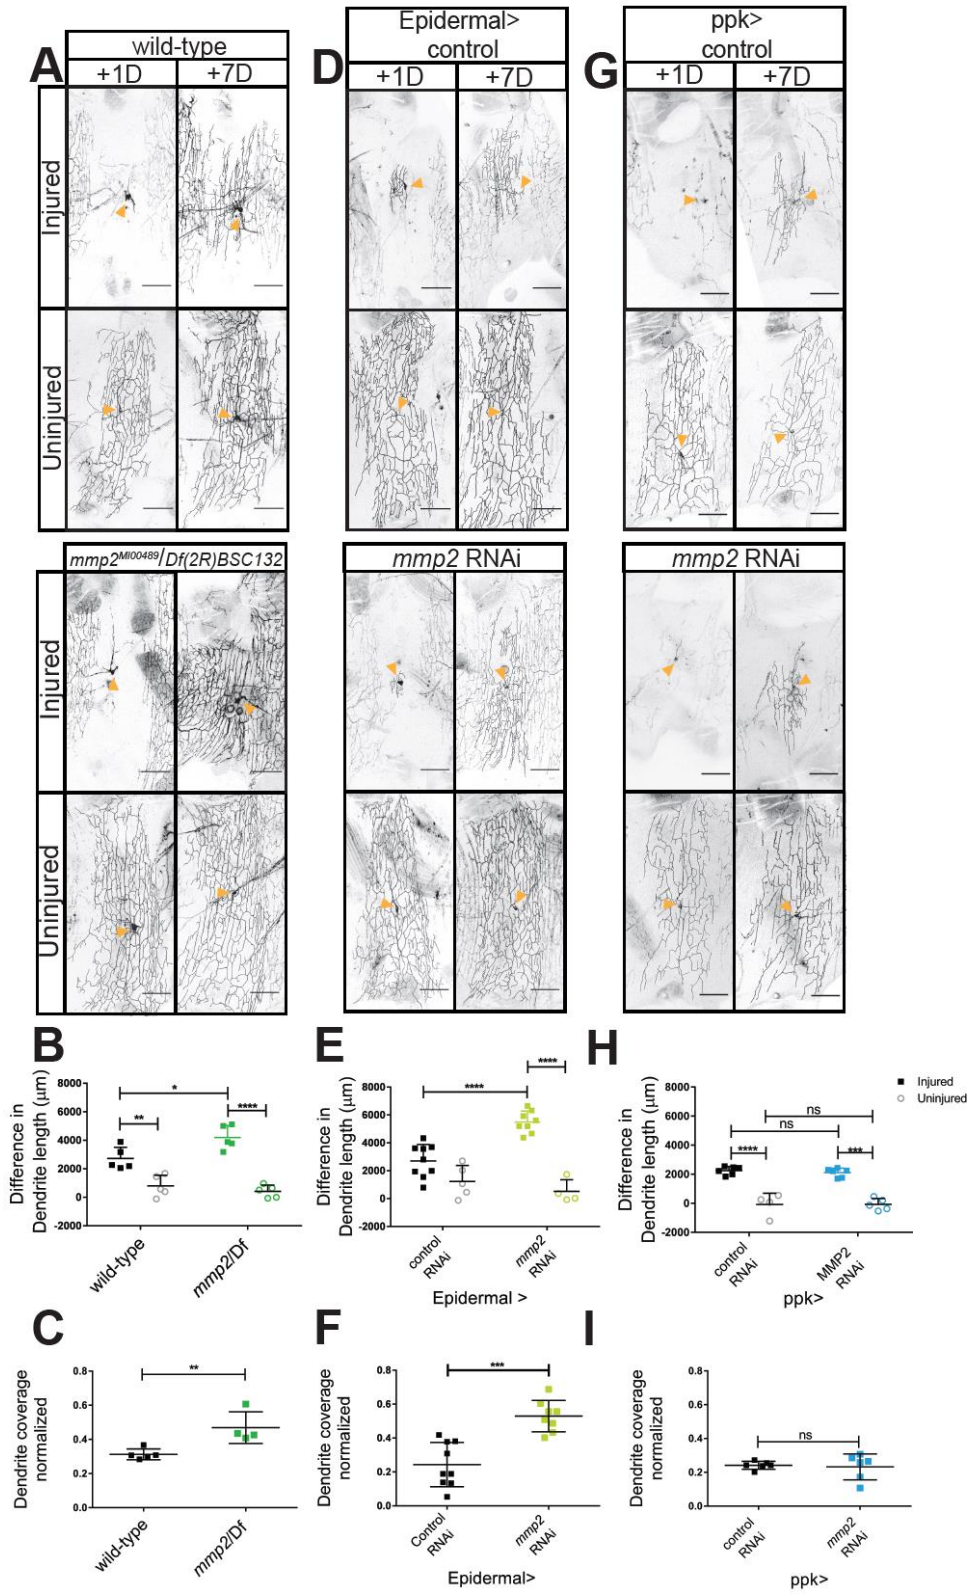 A
wild-type
+1D
+7D
Injured
Uninjured
mmp2MI00489/Df(2R)BSC132
Injured
Uninjured
D
Epidermal>
control
+1D
+7D
mmp2 RNAi
G
ppk>
control
+1D
+7D
mmp2 RNAi
B
Difference in
Dendrite length (μm)
8000
6000
4000
2000
0
-2000
*
**
****
wild-type
mmp2/Df
E
Difference in
Dendrite length (μm)
8000
6000
4000
2000
0
-2000
****
****
control
RNAi
mmp2
RNAi
Epidermal >
H
Difference in
Dendrite length (μm)
8000
6000
4000
2000
0
-2000
ns
ns
****
***
control
RNAi
MMP2
RNAi
ppk>
Injured
Uninjured
C
Dendrite coverage
normalized
0.8
0.6
0.4
0.2
0.0
**
wild-type
mmp2/Df
F
Dendrite coverage
normalized
0.8
0.6
0.4
0.2
0.0
***
Control
RNAi
mmp2
RNAi
Epidermal>
I
Dendrite coverage
normalized
0.8
0.6
0.4
0.2
0.0
ns
control
RNAi
mmp2
RNAi
ppk>